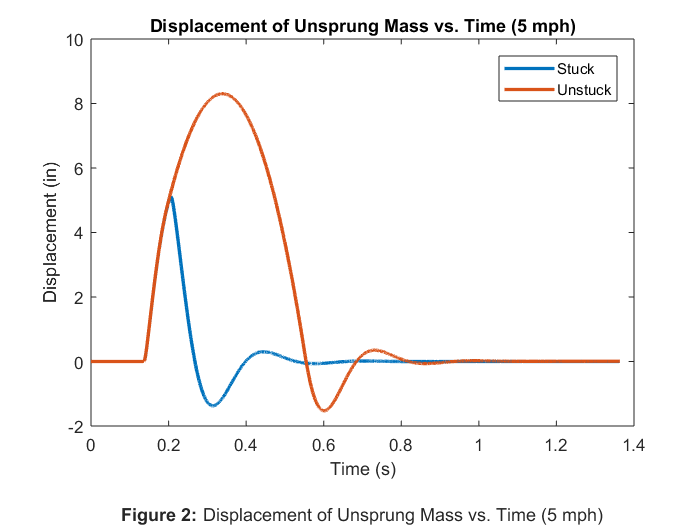 Displacement of Unsprung Mass vs. Time (5 mph)
10
8
6
4
2
0
-2
Displacement (in)
Stuck
Unstuck
0
0.2
0.4
0.6
0.8
1
1.2
1.4
Time (s)
Figure 2: Displacement of Unsprung Mass vs. Time (5 mph)